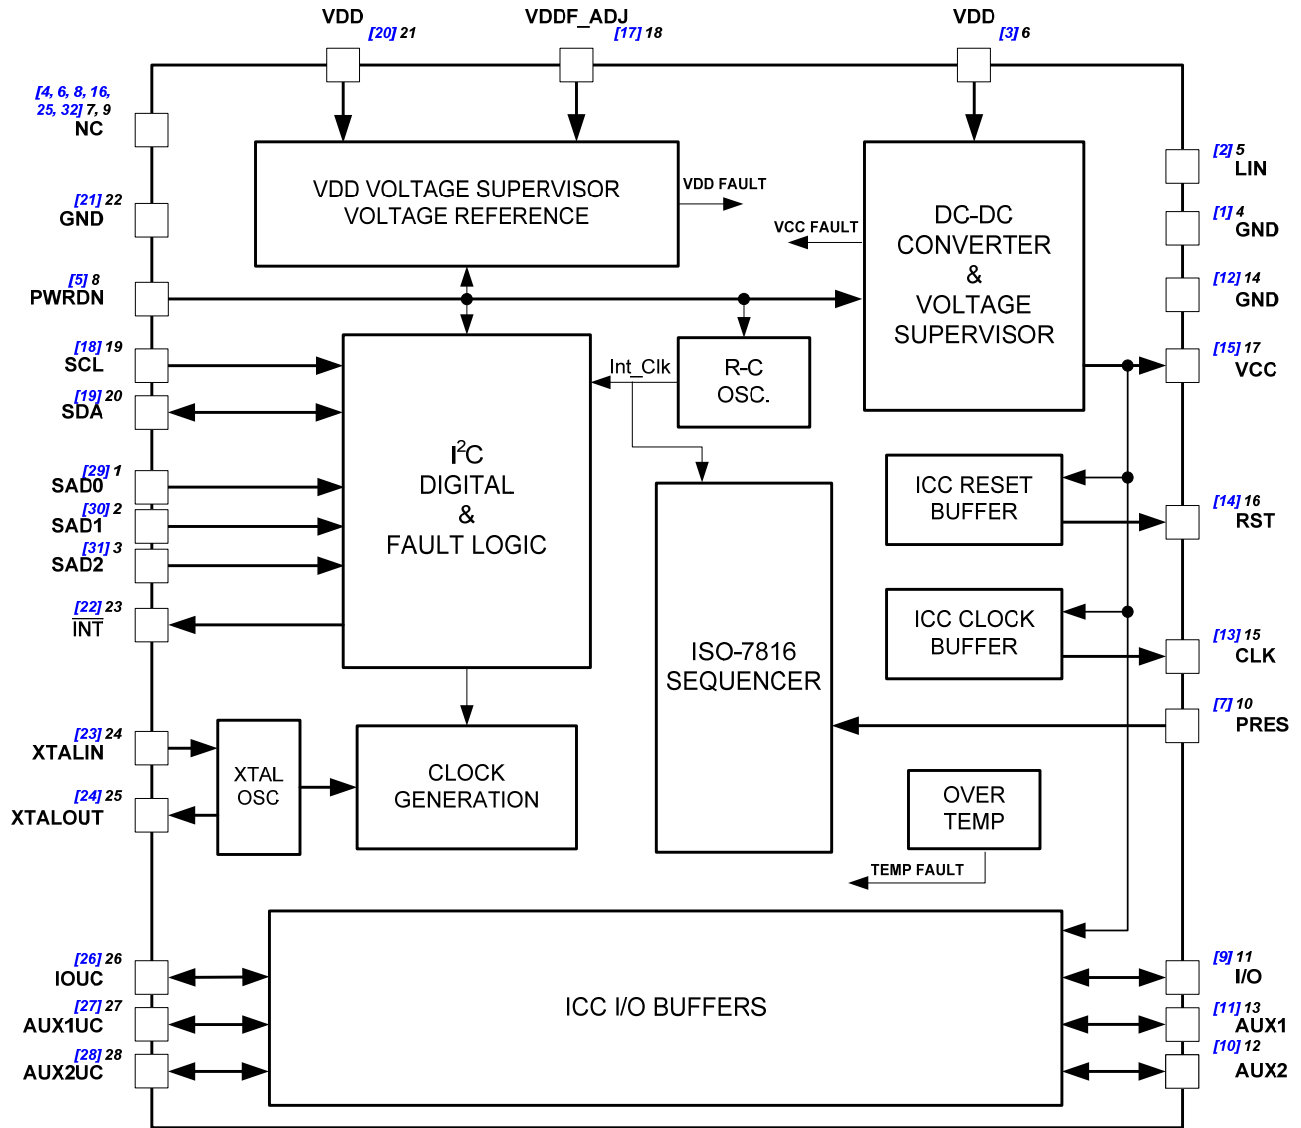 VDD
[20] 21
VDDF_ADJ
[17] 18
VDD
[3] 6
[4, 6, 8, 16,
25, 32] 7, 9
NC
[21] 22
GND
[5] 8
PWRDN
[18] 19
SCL
[19] 20
SDA
[29] 1
SAD0
[30] 2
SAD1
[31] 3
SAD2
[22] 23
INT
[23] 24
XTALIN
[24] 25
XTALOUT
[26] 26
IOUC
[27] 27
AUX1UC
[28] 28
AUX2UC
VDD VOLTAGE SUPERVISOR
VOLTAGE REFERENCE
VDD FAULT
VCC FAULT
DC-DC
CONVERTER
&
VOLTAGE
SUPERVISOR
Int_Clk
R-C
OSC.
I²C
DIGITAL
&
FAULT LOGIC
ICC RESET
BUFFER
ICC CLOCK
BUFFER
ISO-7816
SEQUENCER
XTAL
OSC
CLOCK
GENERATION
OVER
TEMP
TEMP FAULT
ICC I/O BUFFERS
[2] 5
LIN
[1] 4
GND
[12] 14
GND
[15] 17
VCC
[14] 16
RST
[13] 15
CLK
[7] 10
PRES
[9] 11
I/O
[11] 13
AUX1
[10] 12
AUX2